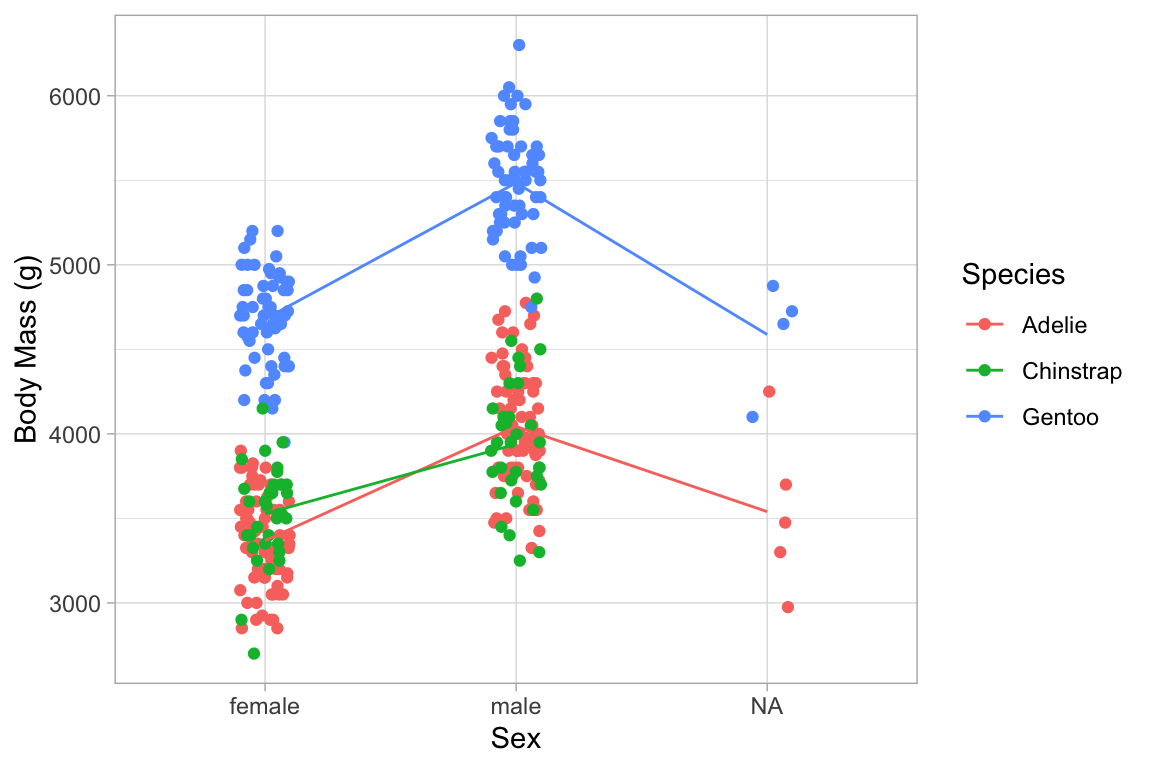 6000
5000
4000
3000
Body Mass (g)
female
male
NA
Sex
Species
Adelie
Chinstrap
Gentoo